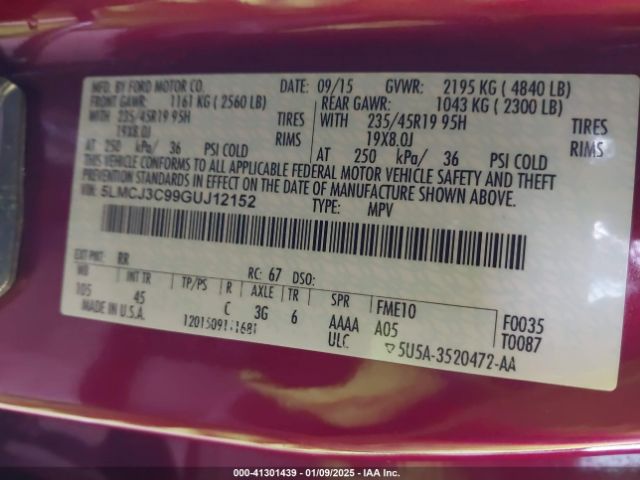 MFD. BY FORD MOTOR CO. DATE: 09/15 GVWR: 2195 KG ( 4840 LB)
FRONT GAWR: 1161 KG ( 2560 LB) REAR GAWR: 1043 KG ( 2300 LB)
WITH 235/45R19 95H TIRES WITH 235/45R19 95H TIRES
19X8.0J RIMS 19X8.0J RIMS
AT 250 kPa/ 36 PSI COLD AT 250 kPa/ 36 PSI COLD
THIS VEHICLE CONFORMS TO ALL APPLICABLE FEDERAL MOTOR VEHICLE SAFETY AND THEFT
PREVENTION STANDARDS IN EFFECT ON THE DATE OF MANUFACTURE SHOWN ABOVE.
VIN: 5LMCJ3C99GUJ12152 TYPE: MPV
EXT PNT: RR RC: 67 DSO:
WB INT TR TP/PS R AXLE TR SPR FME10 F0035
105 45 C 3G 6 AAAA A05 T0087
MADE IN U.S.A. ULC ▽5U5A-3520472-AA
000-41301439 - 01/09/2025 - IAA Inc.